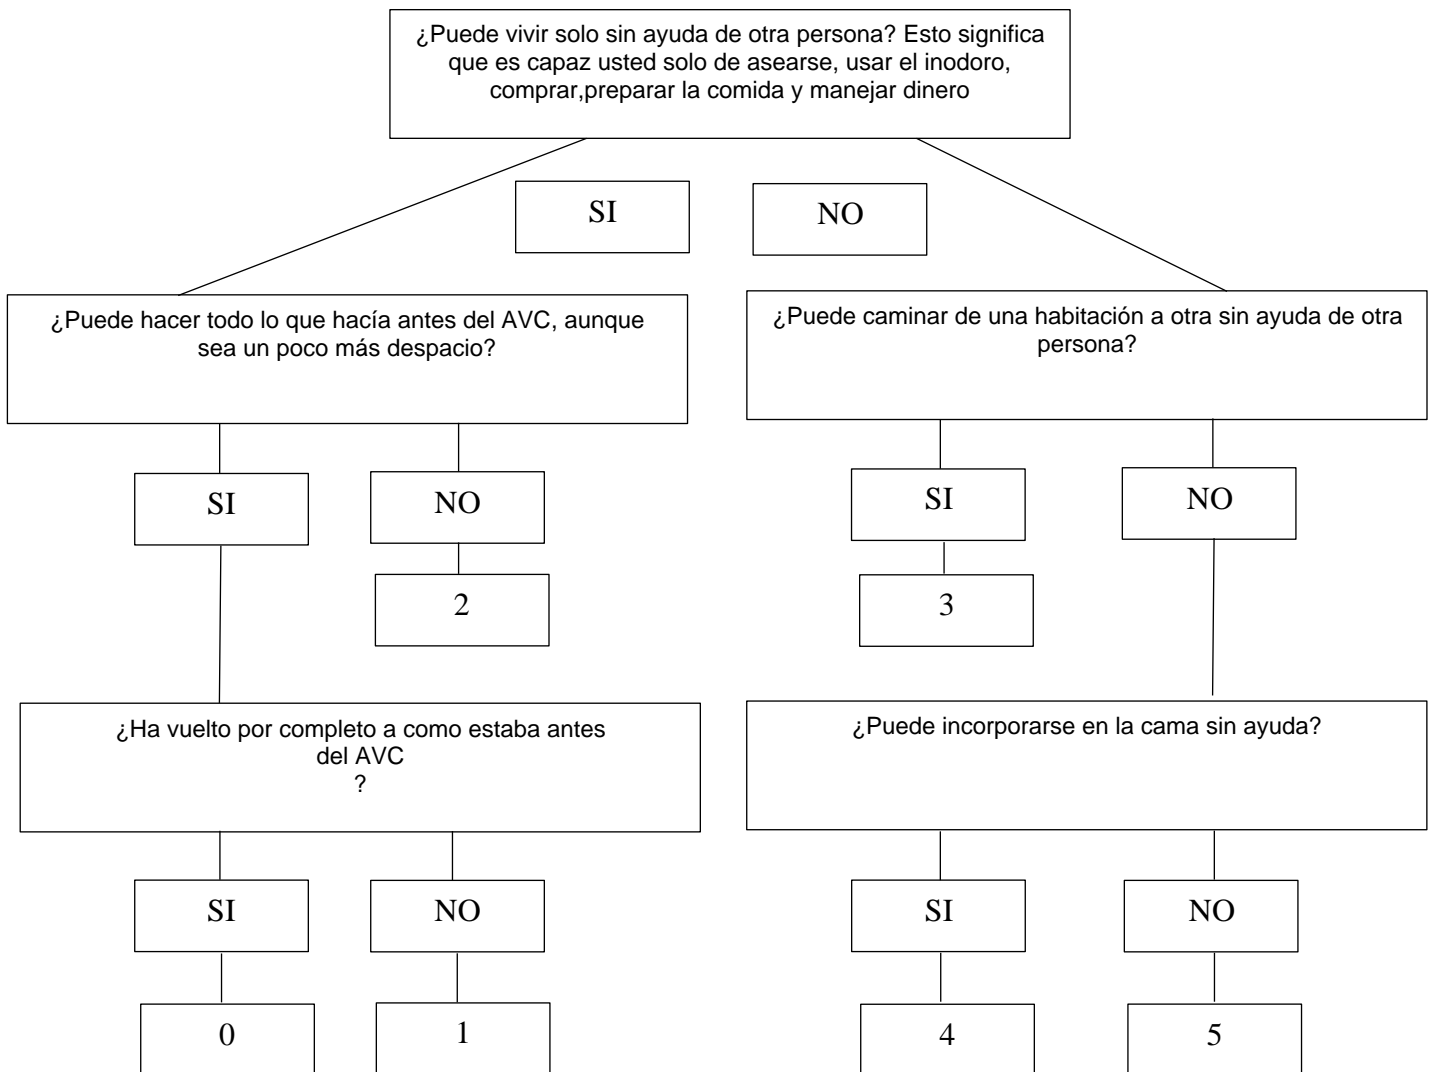 ¿Puede vivir solo sin ayuda de otra persona? Esto significa
que es capaz usted solo de asearse, usar el inodoro,
comprar,preparar la comida y manejar dinero
SI
NO
¿Puede hacer todo lo que hacía antes del AVC, aunque
sea un poco más despacio?
¿Puede caminar de una habitación a otra sin ayuda de otra
persona?
SI
NO
SI
NO
2
3
¿Ha vuelto por completo a como estaba antes
del AVC
?
¿Puede incorporarse en la cama sin ayuda?
SI
NO
SI
NO
0
1
4
5